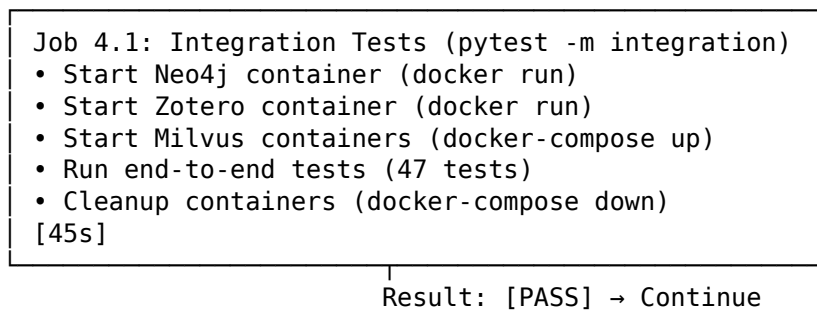 Job 4.1: Integration Tests (pytest -m integration)
• Start Neo4j container (docker run)
• Start Zotero container (docker run)
• Start Milvus containers (docker-compose up)
• Run end-to-end tests (47 tests)
• Cleanup containers (docker-compose down)
[45s]
Result: [PASS] → Continue